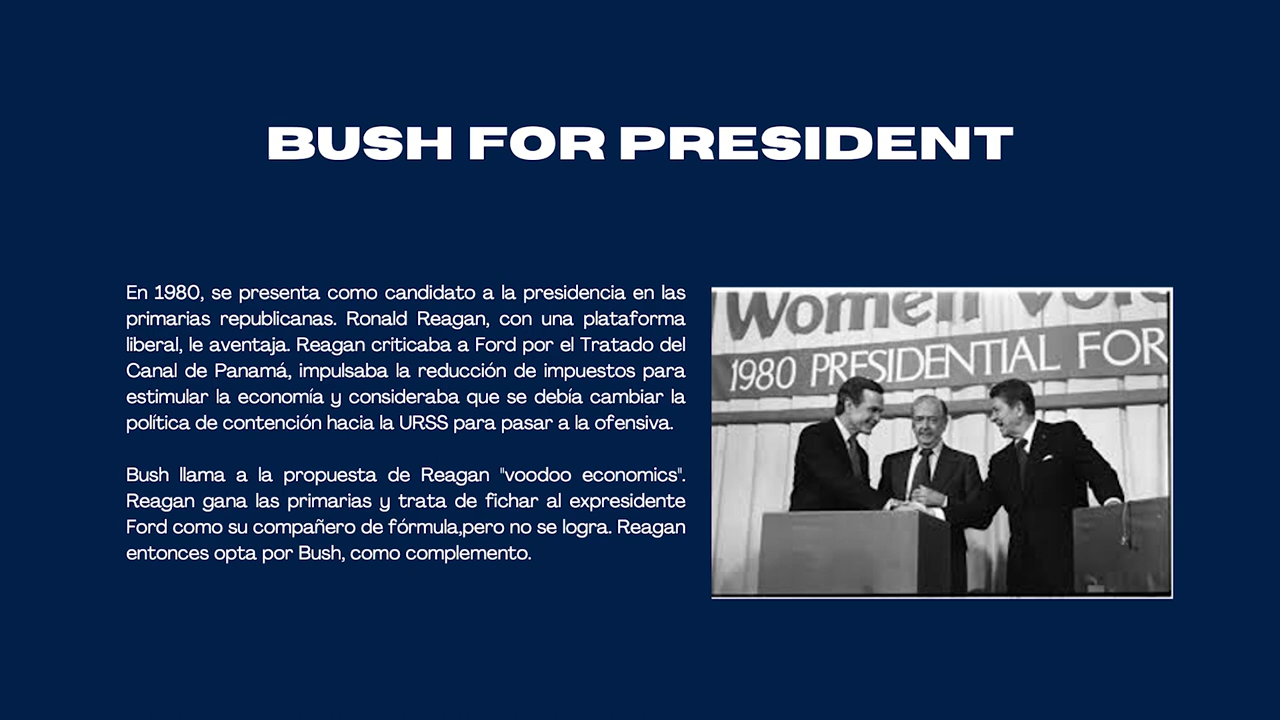 BUSH FOR PRESIDENT
En 1980, se presenta como candidato a la presidencia en las
primarias republicanas. Ronald Reagan, con una plataforma
liberal, le aventaja. Reagan criticaba a Ford por el Tratado del
Canal de Panamá, impulsaba la reducción de impuestos para
estimular la economía y consideraba que se debía cambiar la
política de contención hacia la URSS para pasar a la ofensiva.
Bush llama a la propuesta de Reagan "voodoo economics".
Reagan gana las primarias y trata de fichar al expresidente
Ford como su compañero de fórmula,pero no se logra. Reagan
entonces opta por Bush, como complemento.
Women
1980 PRESIDENTIAL FOR